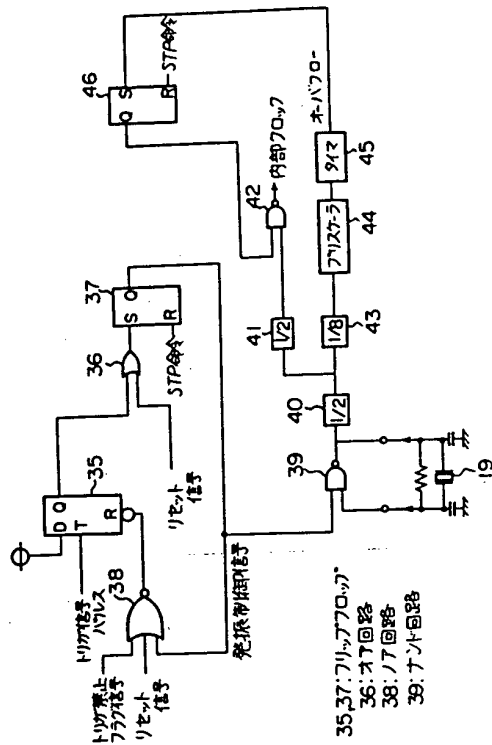 トリガ禁止
フラグ信号
リセット
信号
38
トリガ信号
パルス
D
T
R
Q
35
36
リセット
信号
S
R
Q
37
STP命令
発振制御信号
39
19
40
1/2
41
1/2
42
内部クロック
43
1/8
44
プリスケーラ
45
タイマ
オーバフロー
46
Q
S
R
STP命令
35,37:フリップフロップ
36:オア回路
38:ノア回路
39:ナンド回路